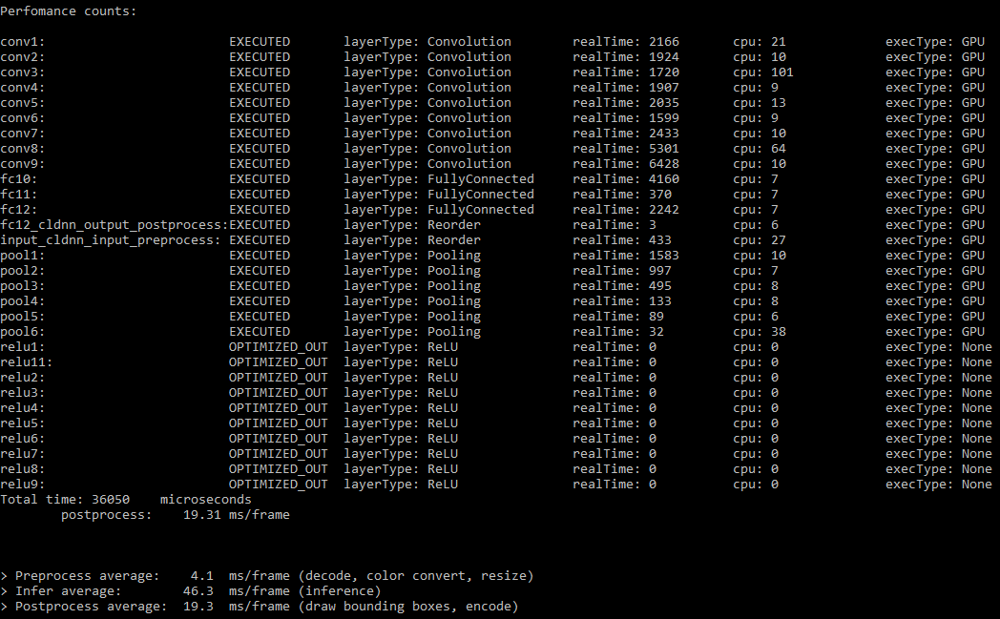 Perfomance counts:
conv1: EXECUTED layerType: Convolution realTime: 2166 cpu: 21 execType: GPU
conv2: EXECUTED layerType: Convolution realTime: 1924 cpu: 10 execType: GPU
conv3: EXECUTED layerType: Convolution realTime: 1720 cpu: 101 execType: GPU
conv4: EXECUTED layerType: Convolution realTime: 1907 cpu: 9 execType: GPU
conv5: EXECUTED layerType: Convolution realTime: 2035 cpu: 13 execType: GPU
conv6: EXECUTED layerType: Convolution realTime: 1599 cpu: 9 execType: GPU
conv7: EXECUTED layerType: Convolution realTime: 2433 cpu: 10 execType: GPU
conv8: EXECUTED layerType: Convolution realTime: 5301 cpu: 64 execType: GPU
conv9: EXECUTED layerType: Convolution realTime: 6428 cpu: 10 execType: GPU
fc10: EXECUTED layerType: FullyConnected realTime: 4160 cpu: 7 execType: GPU
fc11: EXECUTED layerType: FullyConnected realTime: 370 cpu: 7 execType: GPU
fc12: EXECUTED layerType: FullyConnected realTime: 2242 cpu: 7 execType: GPU
fc12_cldnn_output_postprocess:EXECUTED layerType: Reorder realTime: 3 cpu: 6 execType: GPU
input_cldnn_input_preprocess: EXECUTED layerType: Reorder realTime: 433 cpu: 27 execType: GPU
pool1: EXECUTED layerType: Pooling realTime: 1583 cpu: 10 execType: GPU
pool2: EXECUTED layerType: Pooling realTime: 997 cpu: 7 execType: GPU
pool3: EXECUTED layerType: Pooling realTime: 495 cpu: 8 execType: GPU
pool4: EXECUTED layerType: Pooling realTime: 133 cpu: 8 execType: GPU
pool5: EXECUTED layerType: Pooling realTime: 89 cpu: 6 execType: GPU
pool6: EXECUTED layerType: Pooling realTime: 32 cpu: 38 execType: GPU
relu1: OPTIMIZED_OUT layerType: ReLU realTime: 0 cpu: 0 execType: None
relu11: OPTIMIZED_OUT layerType: ReLU realTime: 0 cpu: 0 execType: None
relu2: OPTIMIZED_OUT layerType: ReLU realTime: 0 cpu: 0 execType: None
relu3: OPTIMIZED_OUT layerType: ReLU realTime: 0 cpu: 0 execType: None
relu4: OPTIMIZED_OUT layerType: ReLU realTime: 0 cpu: 0 execType: None
relu5: OPTIMIZED_OUT layerType: ReLU realTime: 0 cpu: 0 execType: None
relu6: OPTIMIZED_OUT layerType: ReLU realTime: 0 cpu: 0 execType: None
relu7: OPTIMIZED_OUT layerType: ReLU realTime: 0 cpu: 0 execType: None
relu8: OPTIMIZED_OUT layerType: ReLU realTime: 0 cpu: 0 execType: None
relu9: OPTIMIZED_OUT layerType: ReLU realTime: 0 cpu: 0 execType: None
Total time: 36050 microseconds
postprocess: 19.31 ms/frame
> Preprocess average: 4.1 ms/frame (decode, color convert, resize)
> Infer average: 46.3 ms/frame (inference)
> Postprocess average: 19.3 ms/frame (draw bounding boxes, encode)